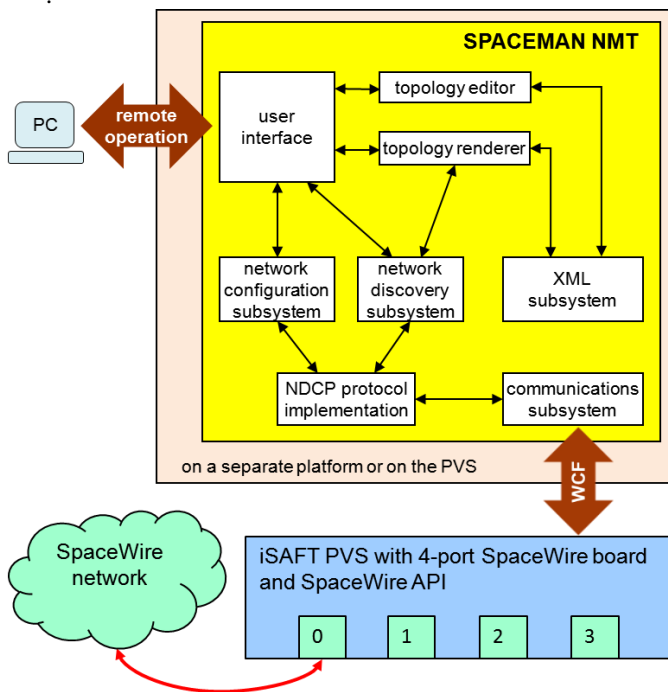 SPACEMAN NMT
PC
remote
operation
user
interface
topology editor
topology renderer
network
configuration
subsystem
network
discovery
subsystem
XML
subsystem
NDCP protocol
implementation
communications
subsystem
on a separate platform or on the PVS
WCF
SpaceWire
network
iSAFT PVS with 4-port SpaceWire board
and SpaceWire API
0
1
2
3